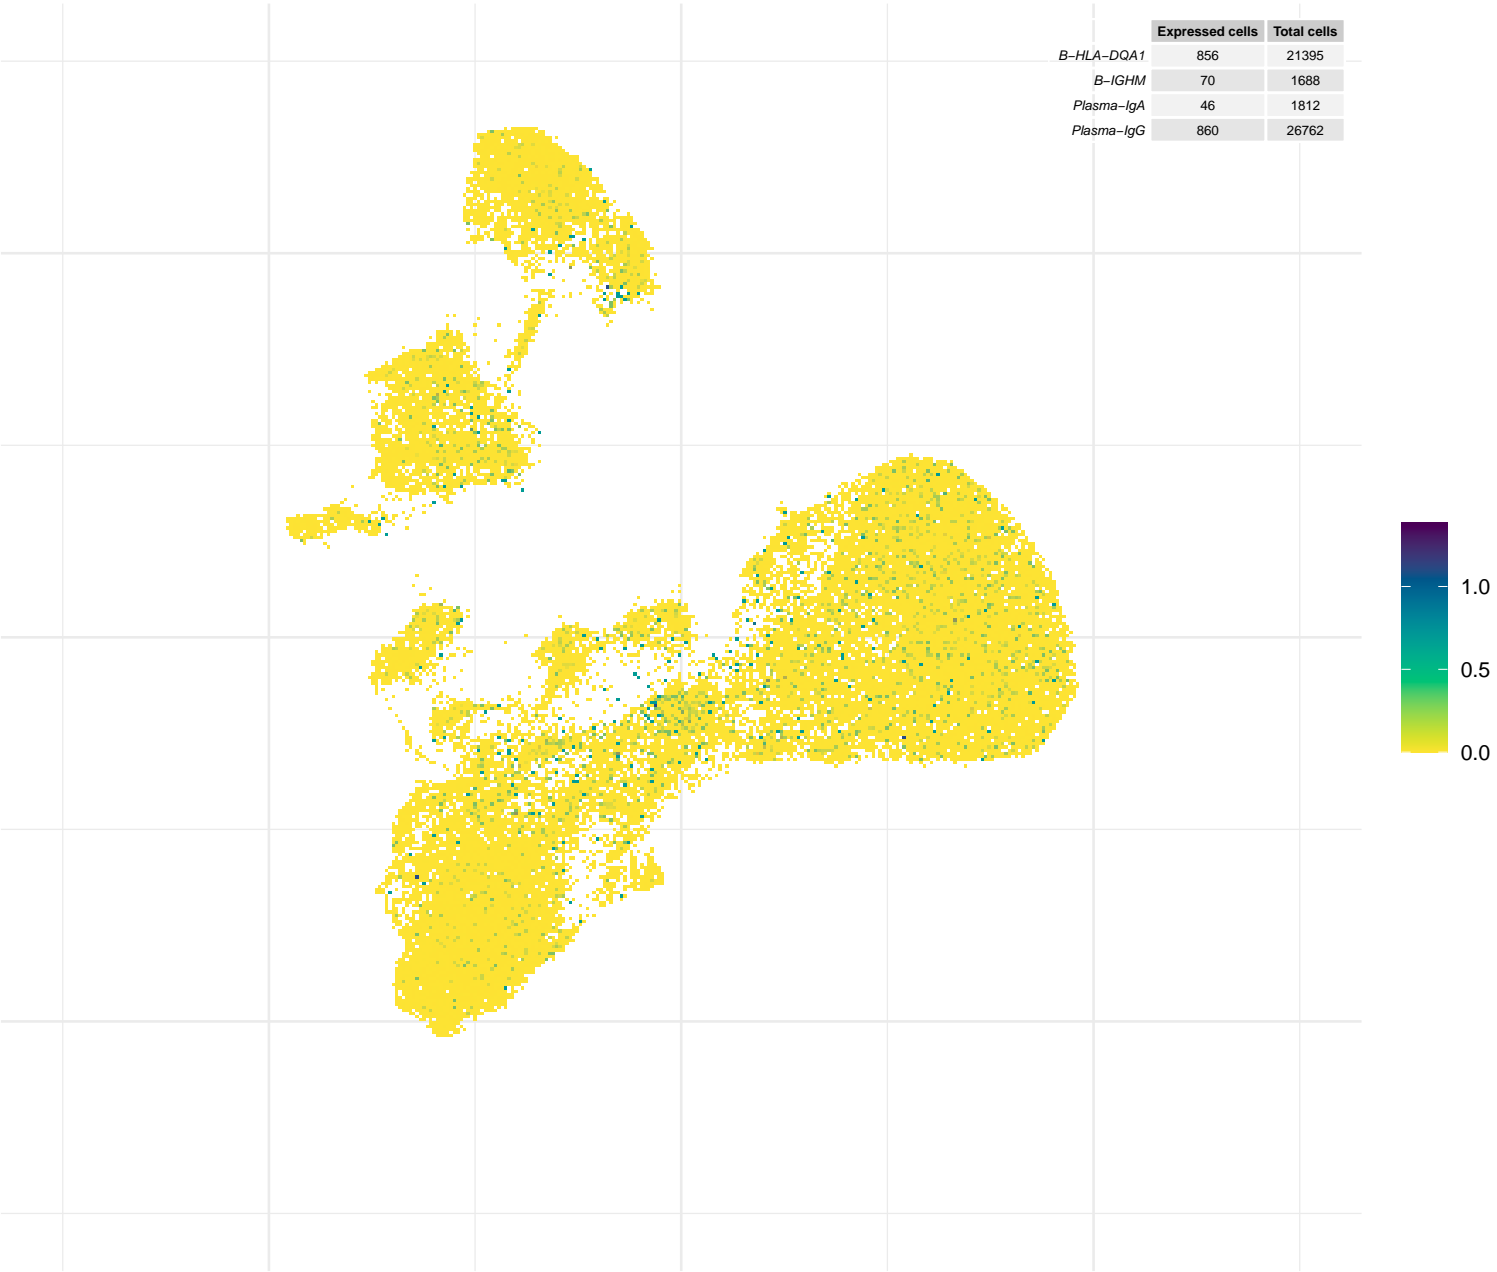 Expressed cells Total cells
B−HLA−DQA1 856 21395
B−IGHM 70 1688
Plasma−IgA 46 1812
Plasma−IgG 860 26762
1.0
0.5
0.0